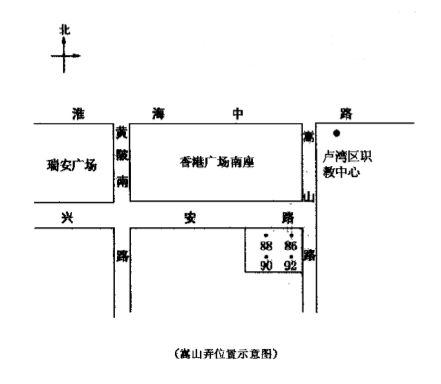 北
淮海中路
黄陂南路
嵩山路
瑞安广场
香港广场南座
卢湾区职
教中心
兴安路
88 86
90 92
(嵩山弄位置示意图)